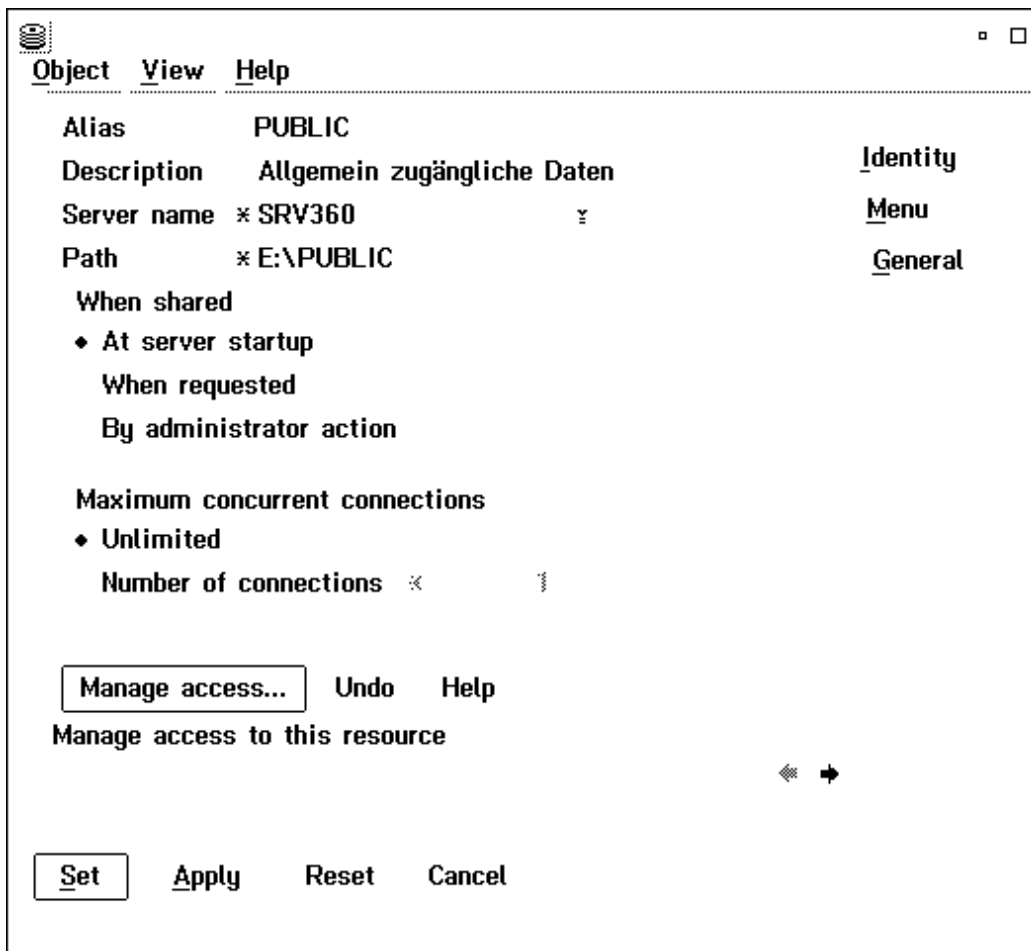 Object View Help
Alias PUBLIC
Description Allgemein zugängliche Daten
Server name SRV360
Path E:\PUBLIC
When shared
At server startup
When requested
By administrator action
Maximum concurrent connections
Unlimited
Number of connections 1
Manage access... Undo Help
Manage access to this resource
Set Apply Reset Cancel
Identity
Menu
General